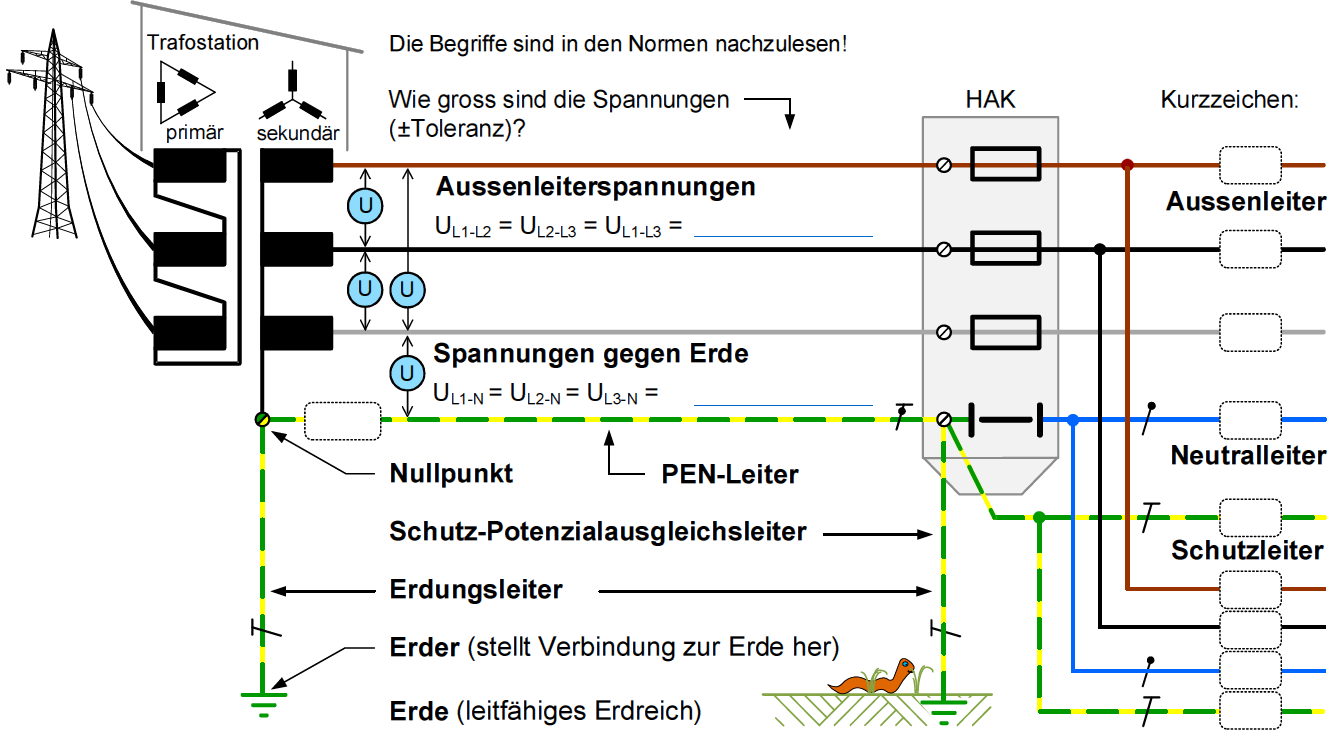 Trafostation
Die Begriffe sind in den Normen nachzulesen!
Wie gross sind die Spannungen
(±Toleranz)?
HAK
Kurzzeichen:
primär
sekundär
U
Aussenleiterspannungen
UL1-L2 = UL2-L3 = UL1-L3 =
Aussenleiter
U
U
Spannungen gegen Erde
U
UL1-N = UL2-N = UL3-N =
Nullpunkt
PEN-Leiter
Neutralleiter
Schutz-Potenzialausgleichsleiter
Schutzleiter
Erdungsleiter
Erder (stellt Verbindung zur Erde her)
Erde (leitfähiges Erdreich)